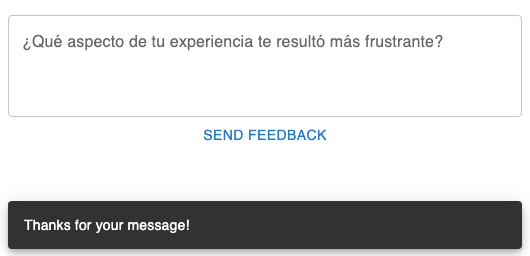 ¿Qué aspecto de tu experiencia te resultó más frustrante?
SEND FEEDBACK
Thanks for your message!